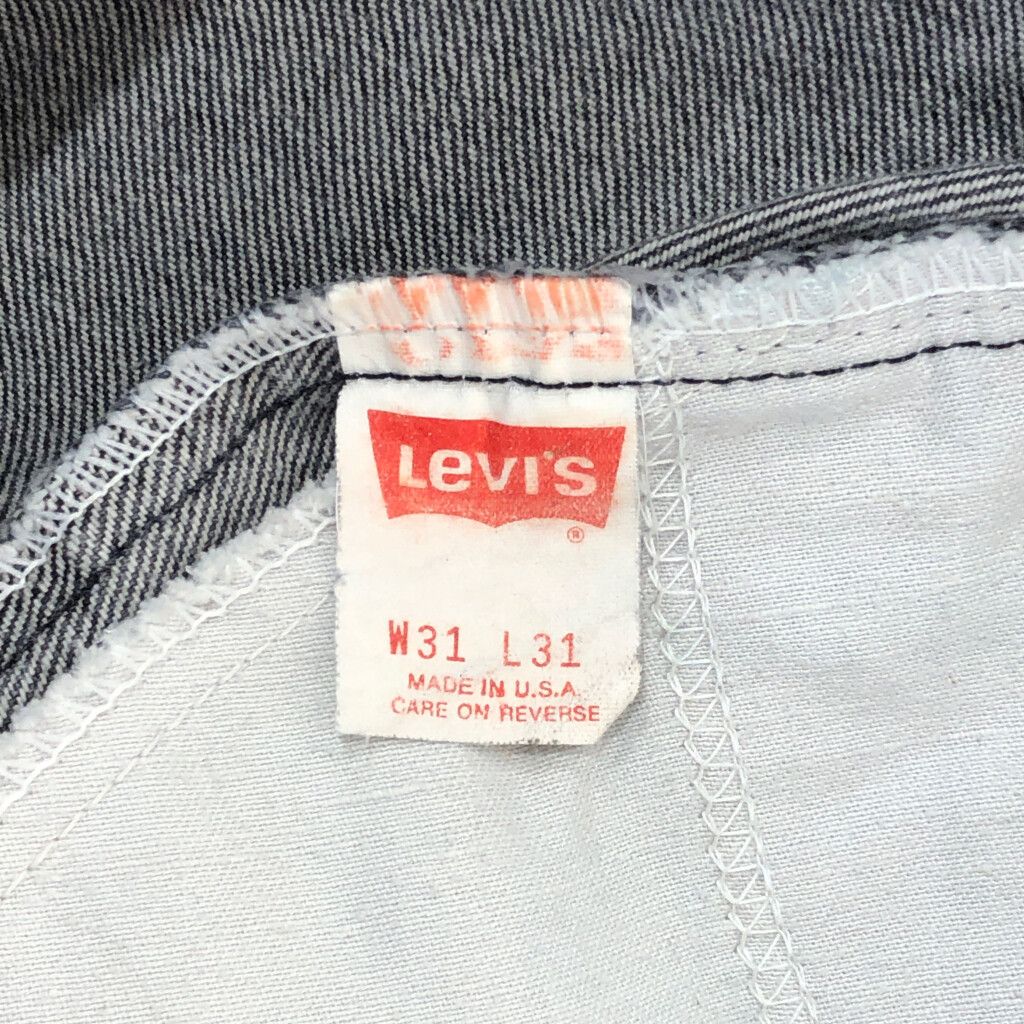 Levi's
®
W31 L31
MADE IN U.S.A.
CARE ON REVERSE